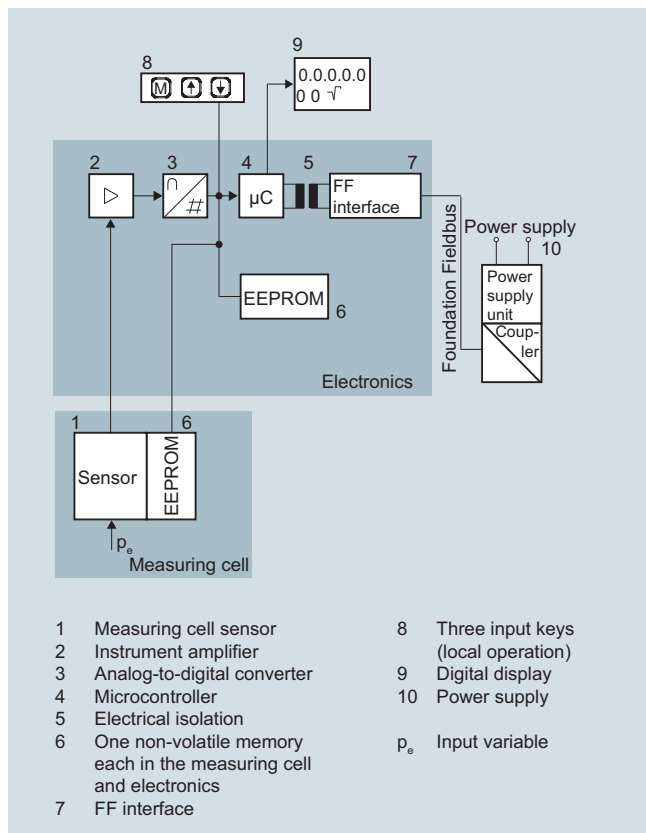 8
9
M
0.0.0.0.0
0 0 √
2
3
4
5
7
∩
#
µC
FF
interface
Power supply
10
EEPROM
6
Power
supply
unit
Coup-
ler
Foundation Fieldbus
Electronics
1
6
Sensor
EEPROM
pe
Measuring cell
1 Measuring cell sensor
2 Instrument amplifier
3 Analog-to-digital converter
4 Microcontroller
5 Electrical isolation
6 One non-volatile memory
each in the measuring cell
and electronics
7 FF interface
8 Three input keys
(local operation)
9 Digital display
10 Power supply
pe Input variable